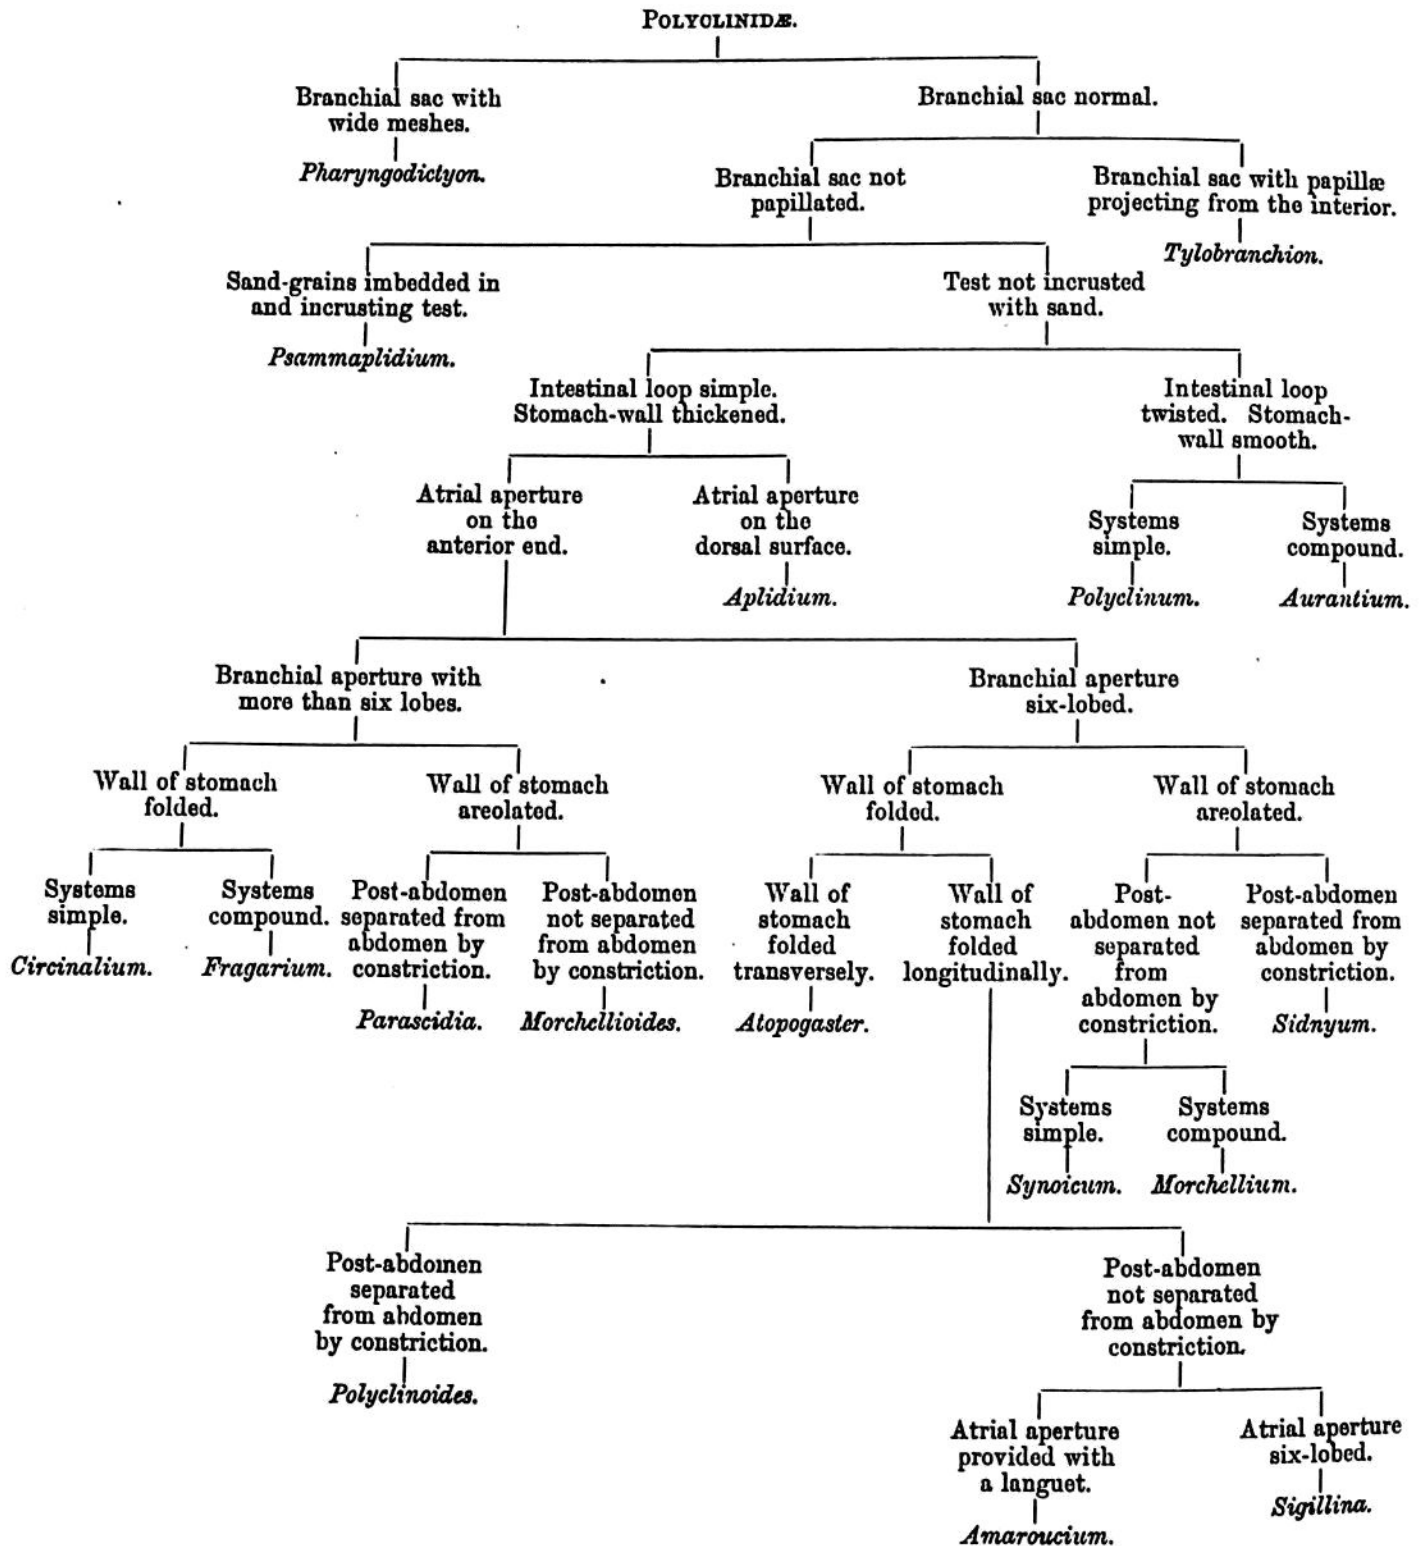 POLYCLINIDÆ.
Branchial sac with
wide meshes.
Pharyngodictyon.
Branchial sac normal.
Branchial sac not
papillated.
Branchial sac with papillæ
projecting from the interior.
Tylobranchion.
Sand-grains imbedded in
and incrusting test.
Psammaplidium.
Test not incrusted
with sand.
Intestinal loop simple.
Stomach-wall thickened.
Intestinal loop
twisted. Stomach-
wall smooth.
Atrial aperture
on the
anterior end.
Atrial aperture
on the
dorsal surface.
Aplidium.
Systems
simple.
Polyclinum.
Systems
compound.
Aurantium.
Branchial aperture with
more than six lobes.
Branchial aperture
six-lobed.
Wall of stomach
folded.
Wall of stomach
areolated.
Wall of stomach
folded.
Wall of stomach
areolated.
Systems
simple.
Circinalium.
Systems
compound.
Fragarium.
Post-abdomen
separated from
abdomen by
constriction.
Parascidia.
Post-abdomen
not separated
from abdomen
by constriction.
Morchellioides.
Wall of
stomach
folded
transversely.
Atopogaster.
Wall of
stomach
folded
longitudinally.
Post-
abdomen not
separated
from
abdomen by
constriction.
Post-abdomen
separated from
abdomen by
constriction.
Sidnyum.
Systems
simple.
Synoicum.
Systems
compound.
Morchellium.
Post-abdomen
separated
from abdomen
by constriction.
Polyclinoides.
Post-abdomen
not separated
from abdomen by
constriction.
Atrial aperture
provided with
a languet.
Amaroucium.
Atrial aperture
six-lobed.
Sigillina.